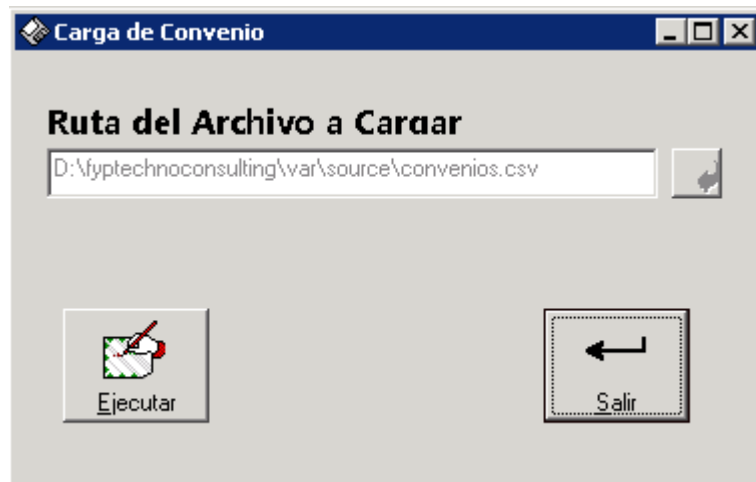 Carga de Convenio
Ruta del Archivo a Cargar
D:\fyptechnoconsulting\var\source\convenios.csv
Ejecutar
Salir